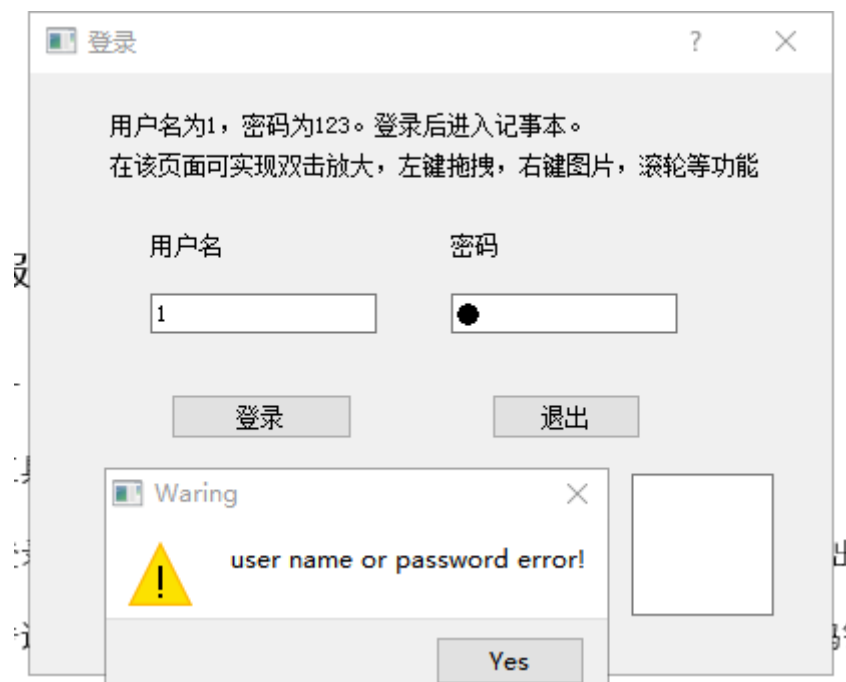 登录
用户名为1，密码为123。登录后进入记事本。
在该页面可实现双击放大，左键拖拽，右键图片，滚轮等功能
用户名
密码
1
登录
退出
Waring
user name or password error!
Yes